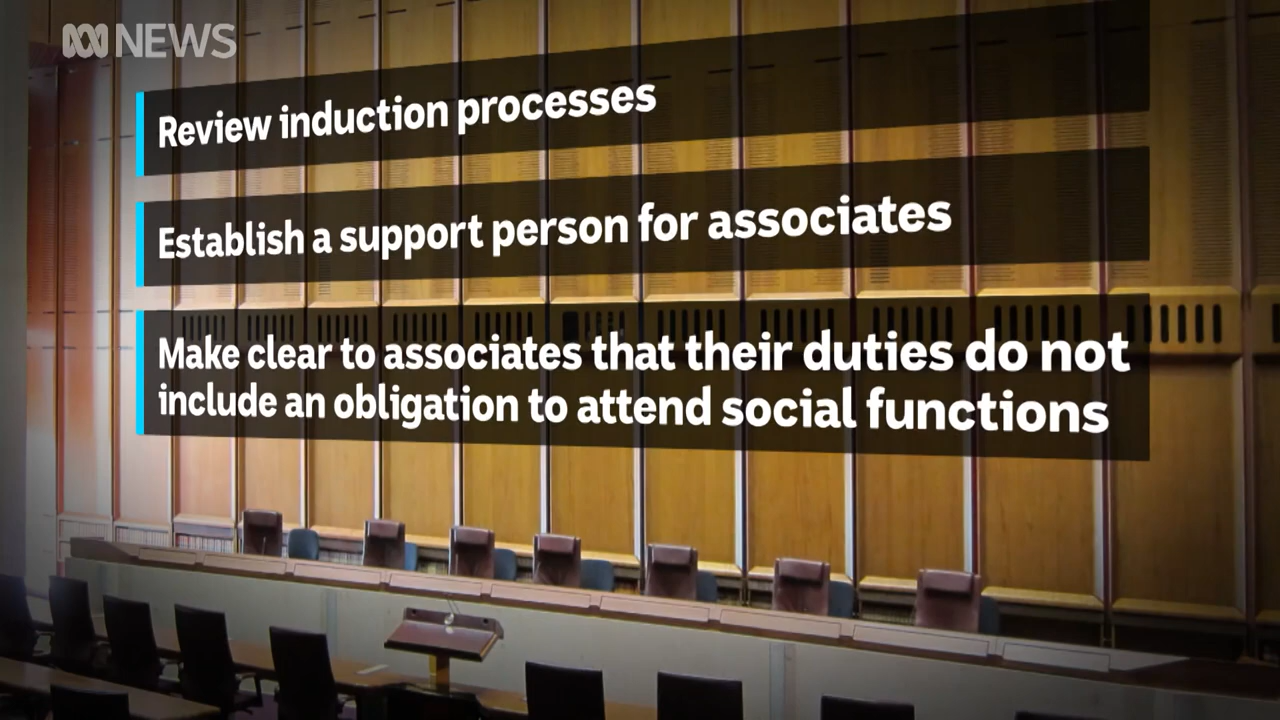 NEWS
Review induction processes
Establish a support person for associates
Make clear to associates that their duties do not
include an obligation to attend social functions